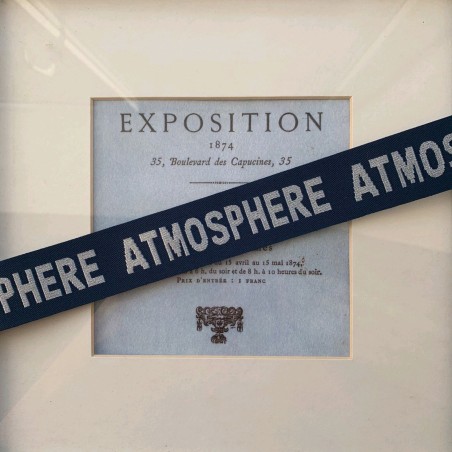 EXPOSITION
1874
35, Boulevard des Capucines, 35
PHERE ATMOSPHERE ATMOS
15 avril au 15 mai 1874,
du soir et de 8 h. à 10 heures du soir.
PRIX D'ENTRÉE : 1 FRANC